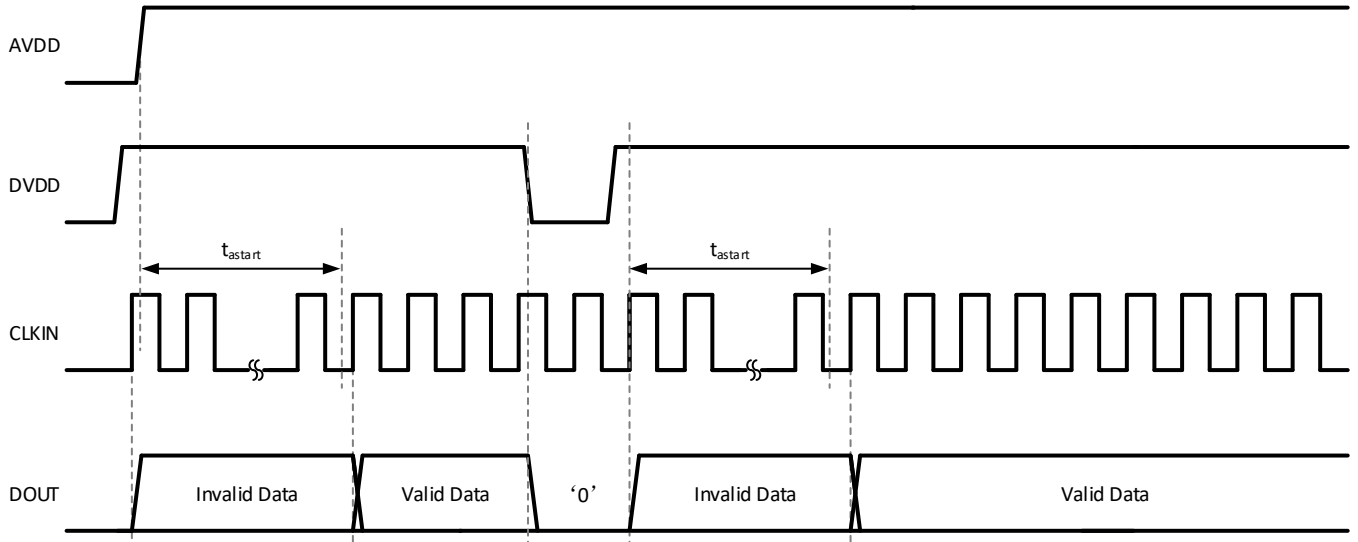 AVDD
DVDD
tastart tastart
CLKIN
DOUT Invalid Data Valid Data ‘0’ Invalid Data Valid Data